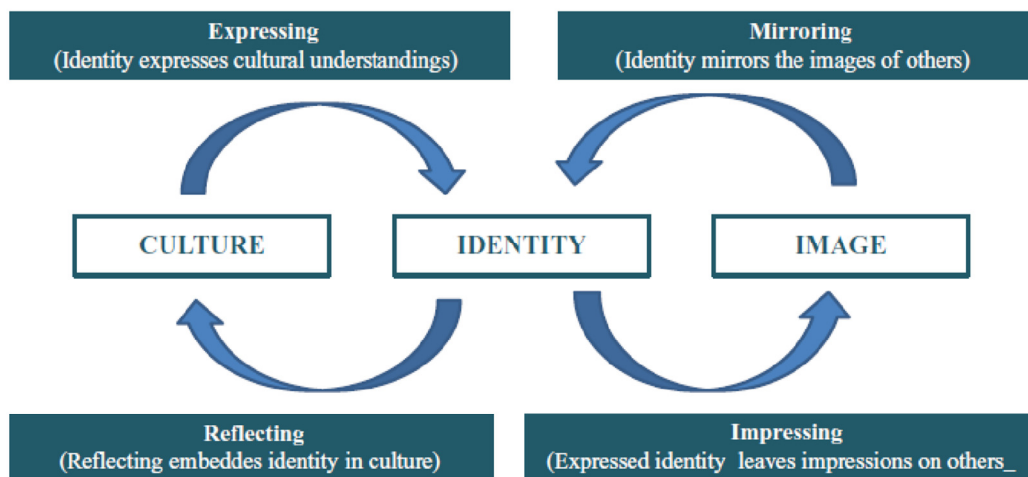 Expressing
(Identity expresses cultural understandings)
Mirroring
(Identity mirrors the images of others)
CULTURE
IDENTITY
IMAGE
Reflecting
(Reflecting embeddes identity in culture)
Impressing
(Expressed identity leaves impressions on others_